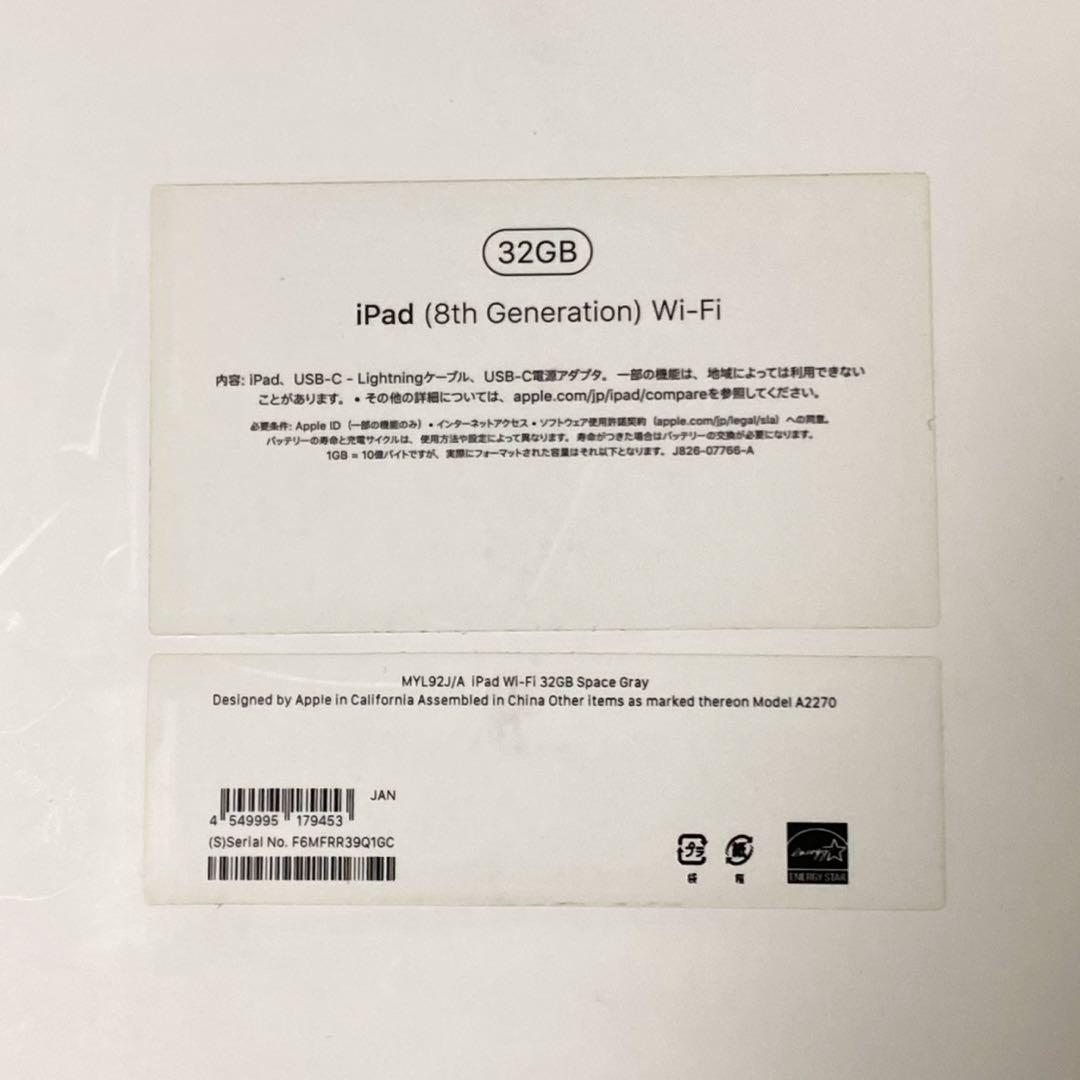 32GB
iPad (8th Generation) Wi-Fi
内容: iPad、USB-C - Lightningケーブル、USB-C電源アダプタ。一部の機能は、地域によっては利用できない
ことがあります。• その他の詳細については、apple.com/jp/ipad/compareを参照してください。
必要条件: Apple ID（一部の機能のみ）• インターネットアクセス • ソフトウェア使用許諾契約（apple.com/jp/legal/sla）への同意。
バッテリーの寿命と充電サイクルは、使用方法や設定によって異なります。寿命がつきた場合はバッテリーの交換が必要になります。
1GB = 10億バイトですが、実際にフォーマットされた容量はそれ以下となります。J826-07766-A
MYL92J/A iPad Wi-Fi 32GB Space Gray
Designed by Apple in California Assembled in China Other items as marked thereon Model A2270
JAN
4 549995 179453
(S)Serial No. F6MFRR39Q1GC
プラ 紙
袋 箱
energy
ENERGY STAR